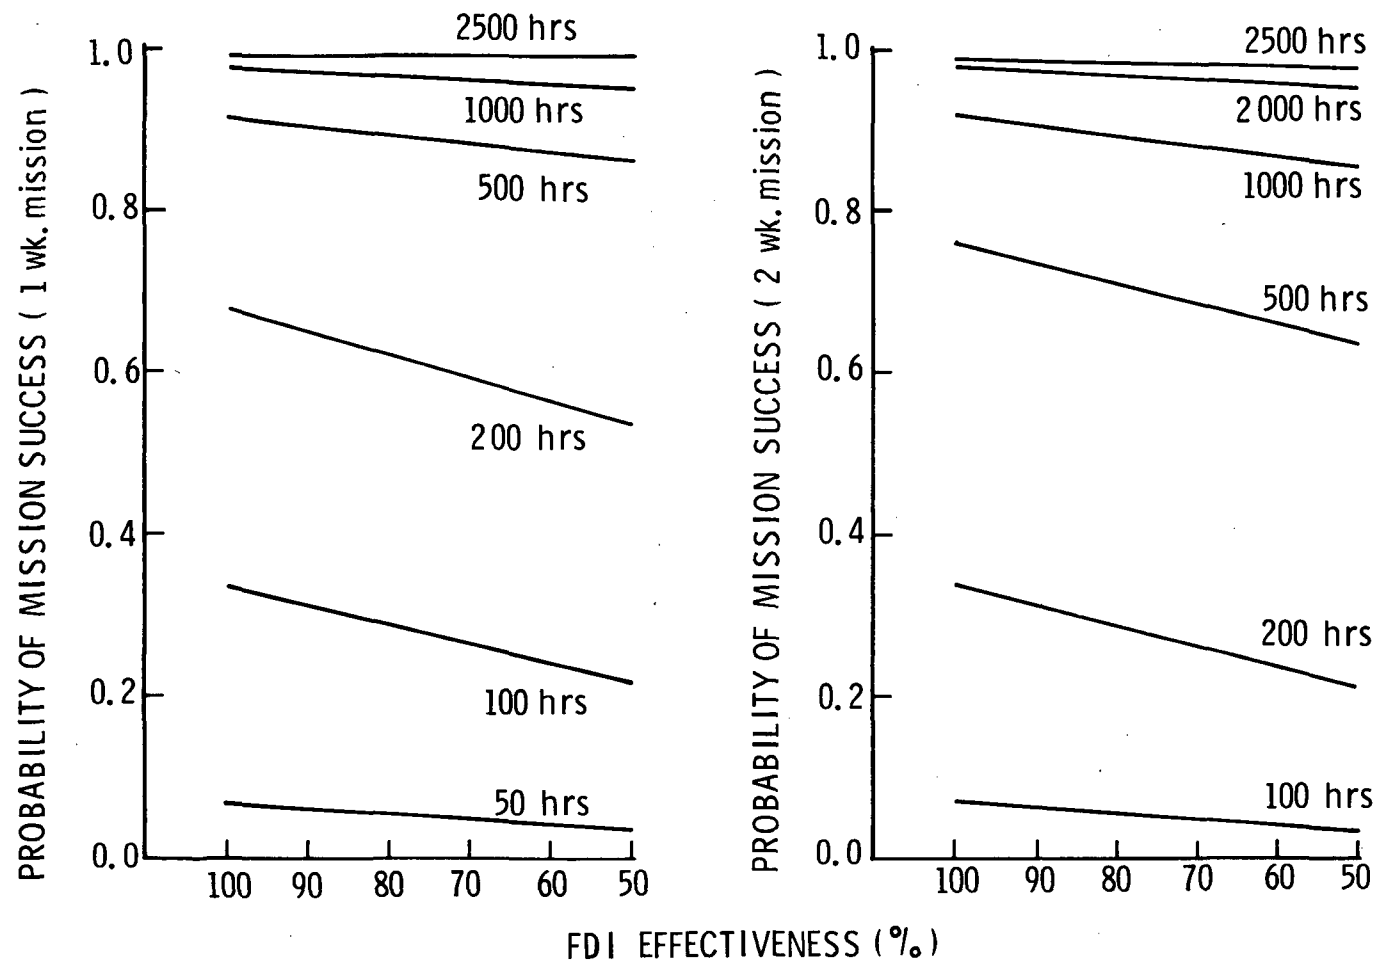 PROBABILITY OF MISSION SUCCESS ( 1 wk. mission )
1.0
0.8
0.6
0.4
0.2
0.0
2500 hrs
1000 hrs
500 hrs
200 hrs
100 hrs
50 hrs
100 90 80 70 60 50
PROBABILITY OF MISSION SUCCESS ( 2 wk. mission )
1.0
0.8
0.6
0.4
0.2
0.0
2500 hrs
2000 hrs
1000 hrs
500 hrs
200 hrs
100 hrs
100 90 80 70 60 50
FDI EFFECTIVENESS (%)